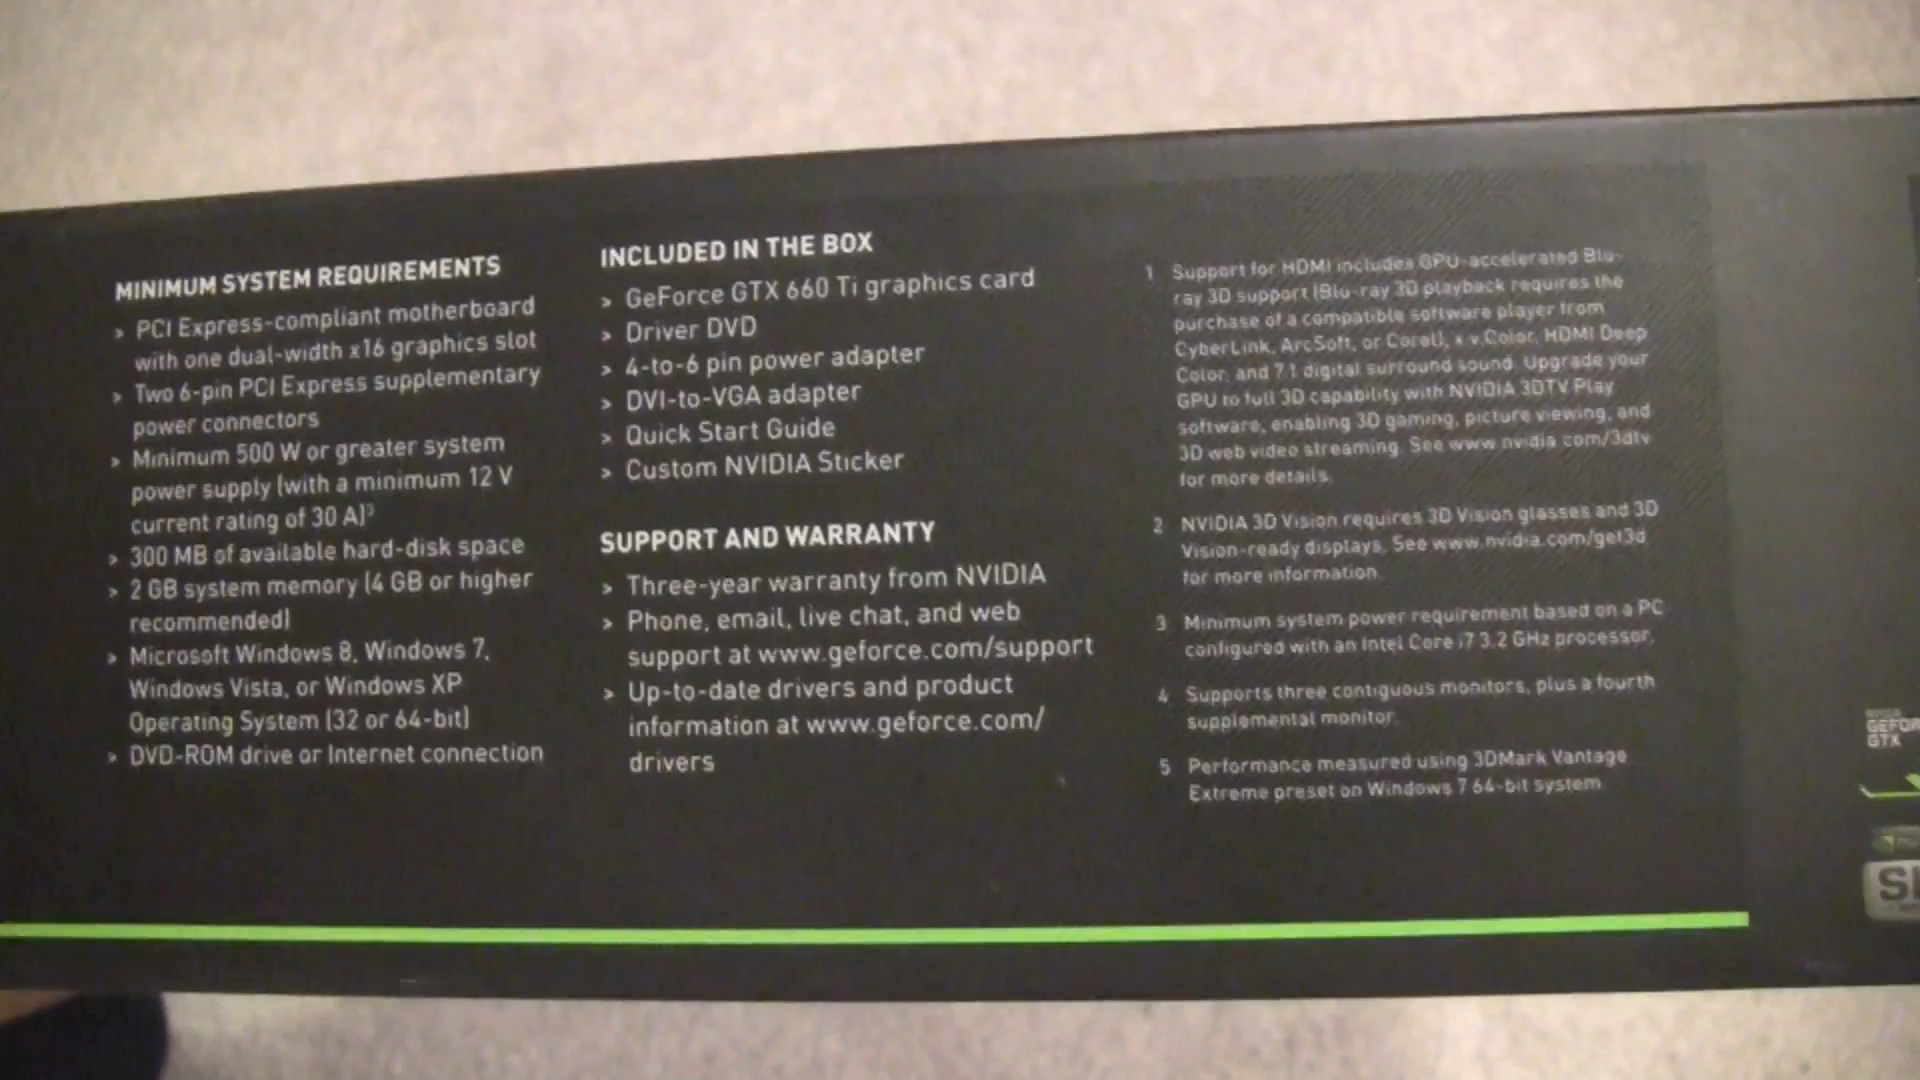 MINIMUM SYSTEM REQUIREMENTS
> PCI Express-compliant motherboard
with one dual-width x16 graphics slot
> Two 6-pin PCI Express supplementary
power connectors
> Minimum 500 W or greater system
power supply (with a minimum 12 V
current rating of 30 A)³
> 300 MB of available hard-disk space
> 2 GB system memory (4 GB or higher
recommended)
> Microsoft Windows 8, Windows 7,
Windows Vista, or Windows XP
Operating System (32 or 64-bit)
> DVD-ROM drive or Internet connection
INCLUDED IN THE BOX
> GeForce GTX 660 Ti graphics card
> Driver DVD
> 4-to-6 pin power adapter
> DVI-to-VGA adapter
> Quick Start Guide
> Custom NVIDIA Sticker
SUPPORT AND WARRANTY
> Three-year warranty from NVIDIA
> Phone, email, live chat, and web
support at www.geforce.com/support
> Up-to-date drivers and product
information at www.geforce.com/
drivers
1 Support for HDMI includes GPU-accelerated Blu-
ray 3D support (Blu-ray 3D playback requires the
purchase of a compatible software player from
CyberLink, ArcSoft, or Corel), x.v.Color, HDMI Deep
Color, and 7.1 digital surround sound. Upgrade your
GPU to full 3D capability with NVIDIA 3DTV Play
software, enabling 3D gaming, picture viewing, and
3D web video streaming. See www.nvidia.com/3dtv
for more details.
2 NVIDIA 3D Vision requires 3D Vision glasses and 3D
Vision-ready displays. See www.nvidia.com/get3d
for more information.
3 Minimum system power requirement based on a PC
configured with an Intel Core i7 3.2 GHz processor.
4 Supports three contiguous monitors, plus a fourth
supplemental monitor.
5 Performance measured using 3DMark Vantage
Extreme preset on Windows 7 64-bit system.
GTX